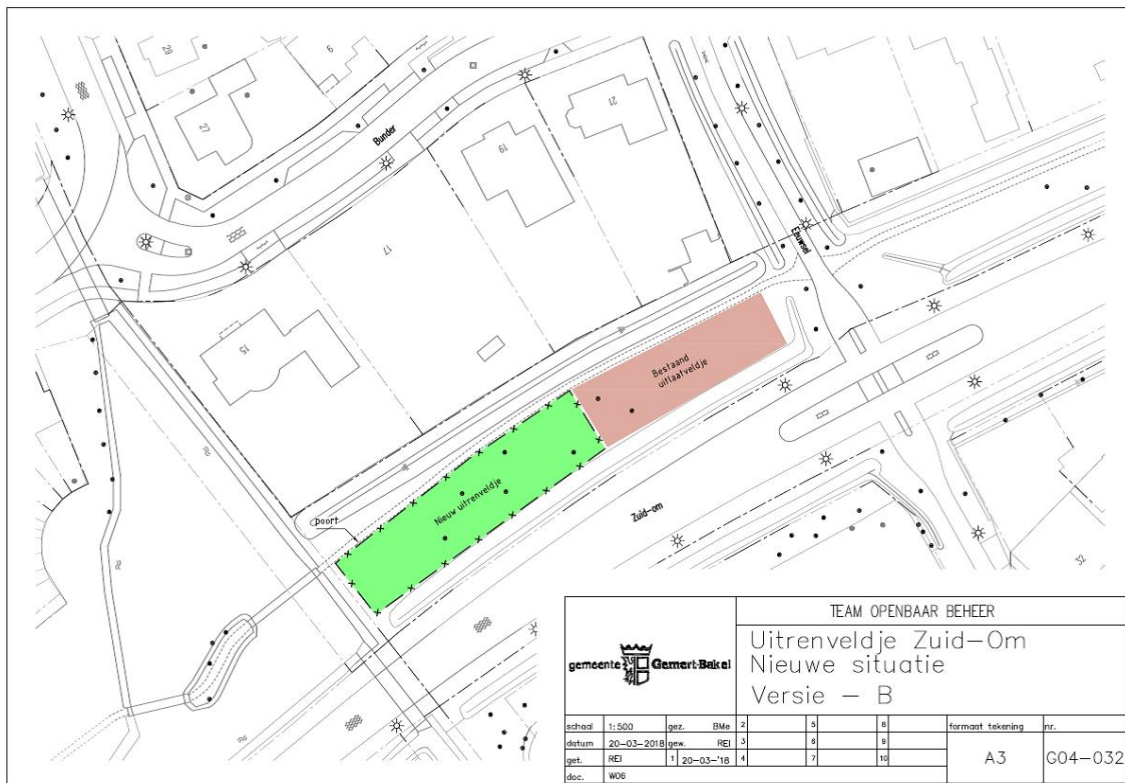 20
9
27
Bunder
21
19
17
Eeuwsel
15
Bestaand
uitlaatveldje
Nieuw uitrenveldje
poort
Zuid-om
32
TEAM OPENBAAR BEHEER
gemeente Gemert-Bakel
Uitrenveldje Zuid-Om
Nieuwe situatie
Versie - B
schaal 1:500 gez. BMe 2 5 8 formaat tekening nr.
datum 20-03-2018 gew. REI 3 6 9
get. REI 1 20-03-'18 4 7 10 A3 G04-032
doc. W06